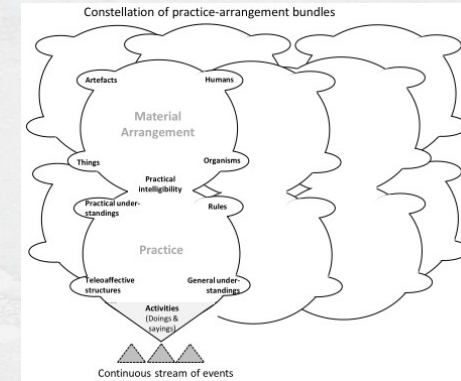 Constellation of practice-arrangement bundles
Artefacts
Humans
Material
Arrangement
Things
Organisms
Practical
intelligibility
Practical under-
standings
Rules
Practice
Teleoaffective
structures
General under-
standings
Activities
(Doings &
sayings)
Continuous stream of events